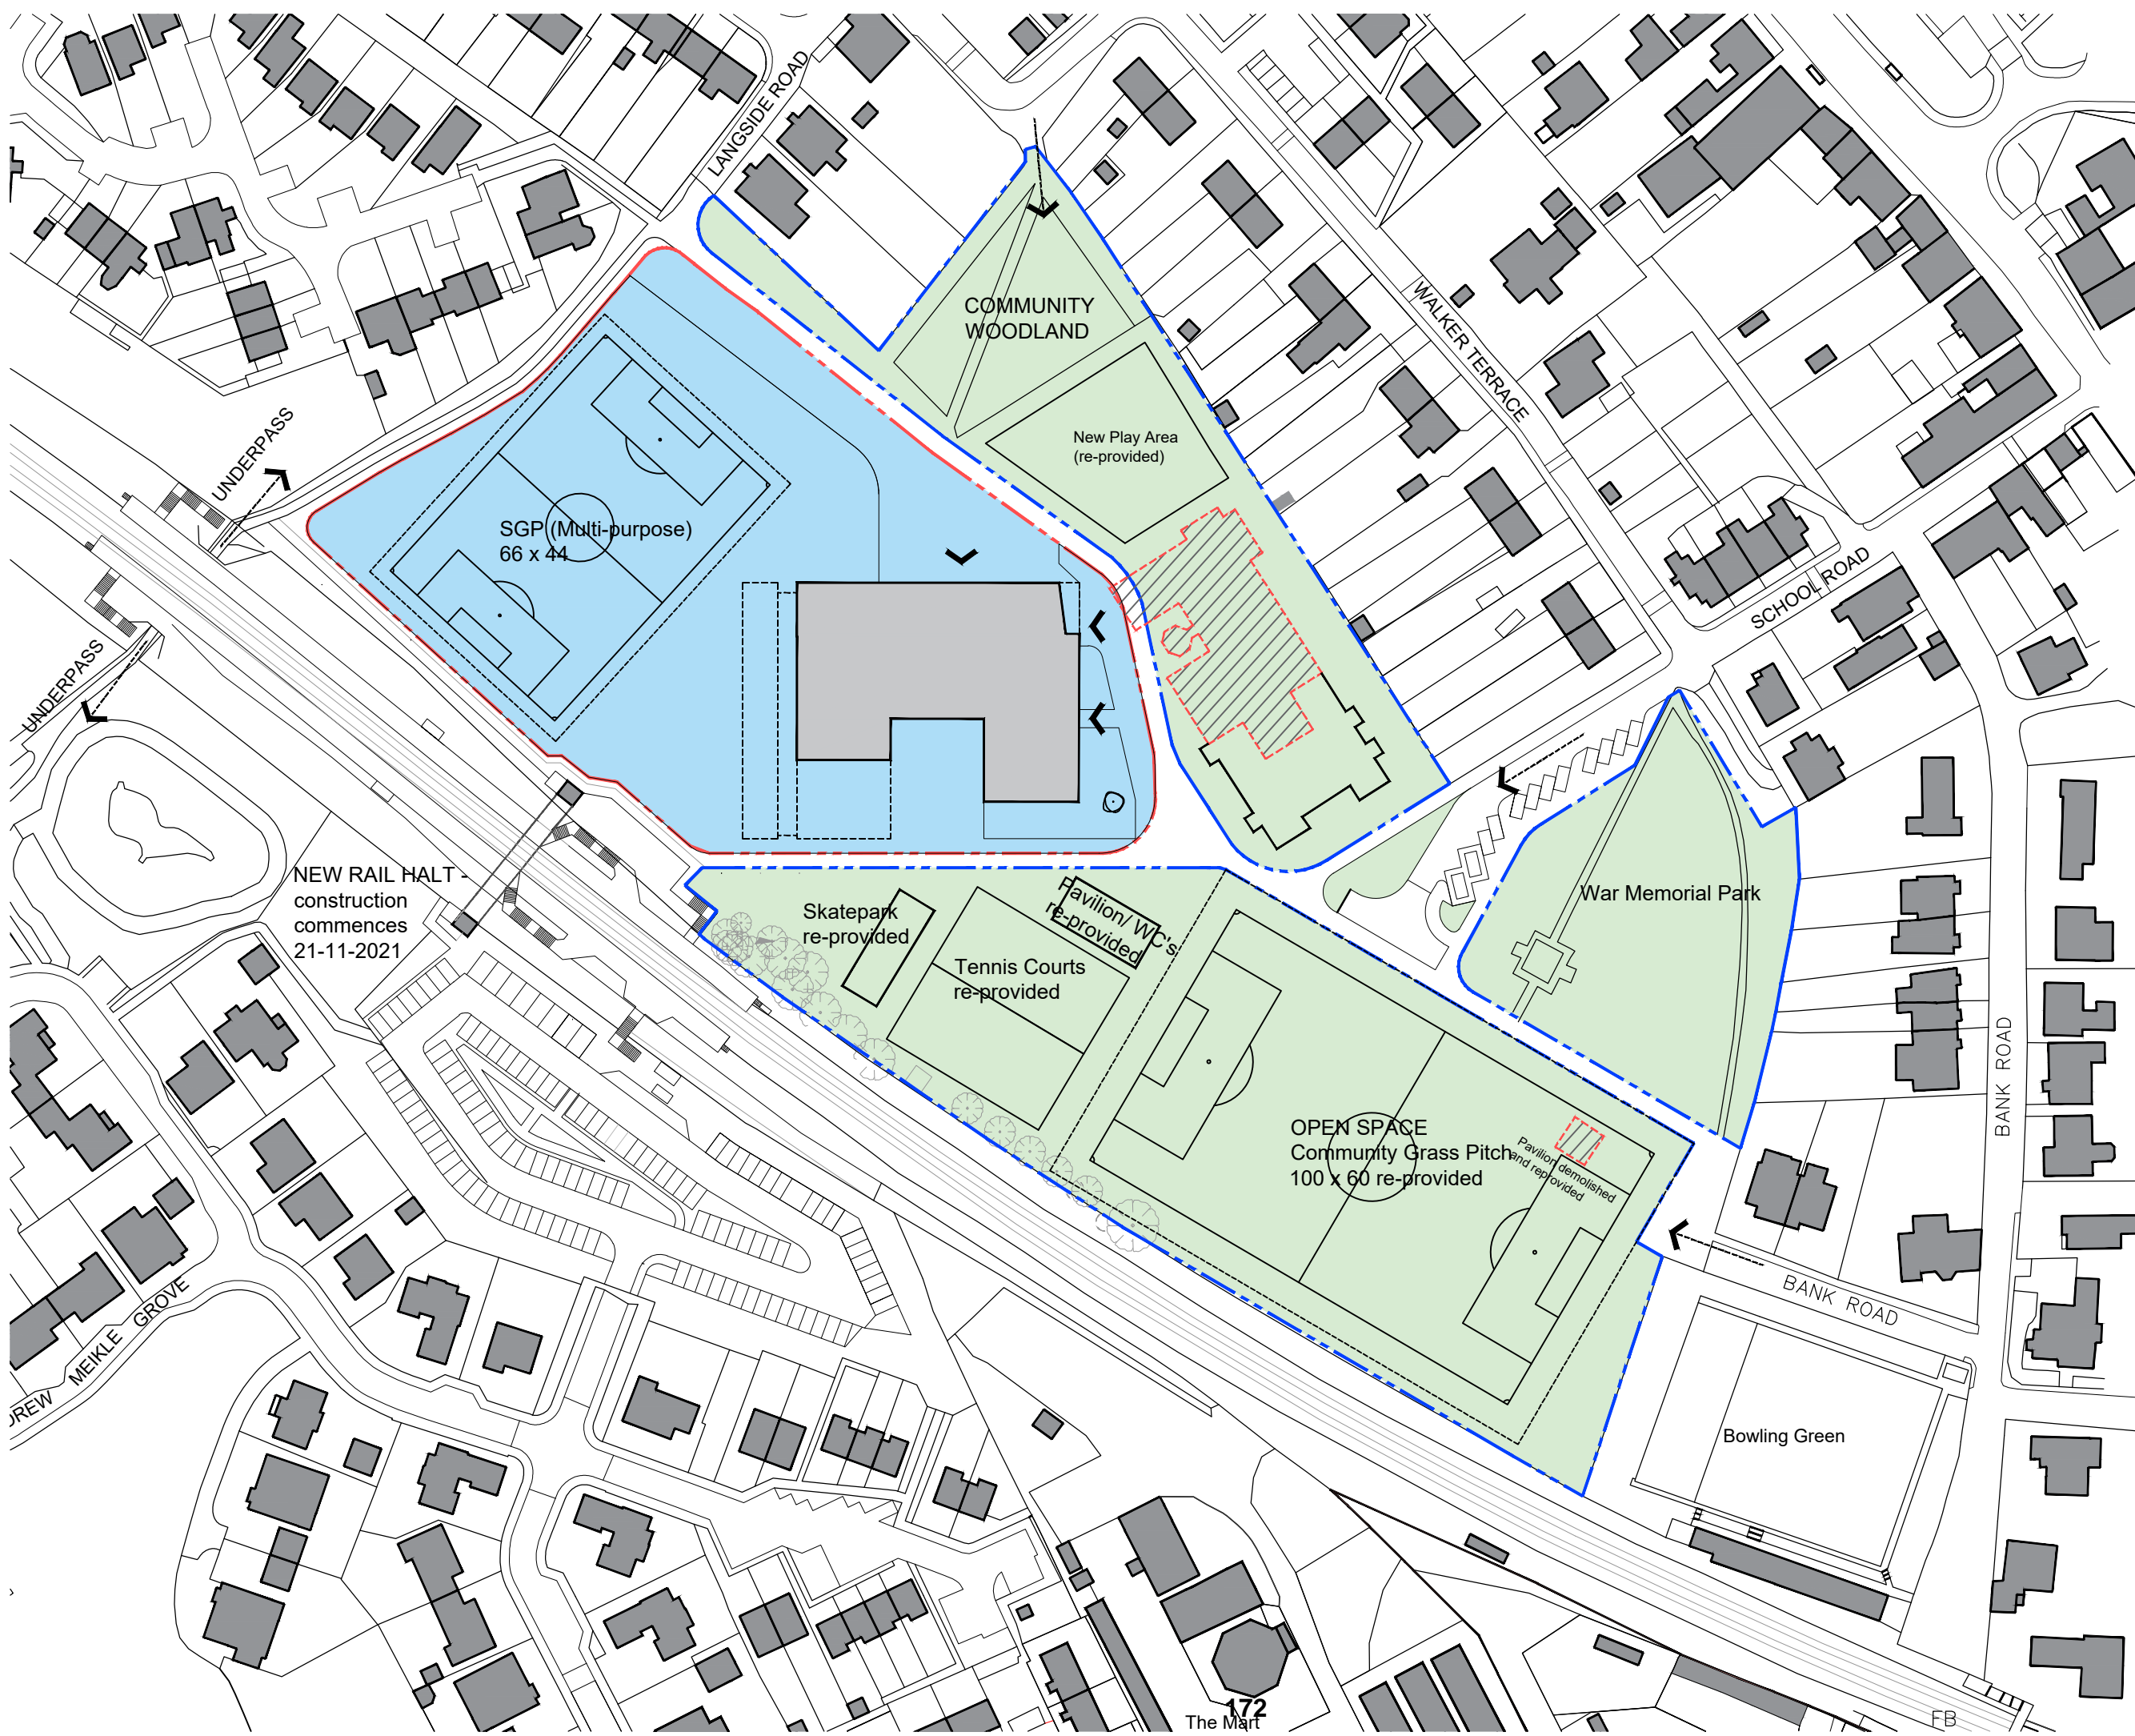 LANGSIDE ROAD
COMMUNITY
WOODLAND
WALKER TERRACE
New Play Area
(re-provided)
UNDERPASS
SGP (Multi-purpose)
66 x 44
SCHOOL ROAD
UNDERPASS
NEW RAIL HALT -
construction
commences
21-11-2021
War Memorial Park
Skatepark
re-provided
Pavilion/ WC's
re-provided
Tennis Courts
re-provided
BANK ROAD
OPEN SPACE
Community Grass Pitch
100 x 60 re-provided
Pavilion demolished
and reprovided
BANK ROAD
MEIKLE GROVE
Bowling Green
172
The Mart
FB